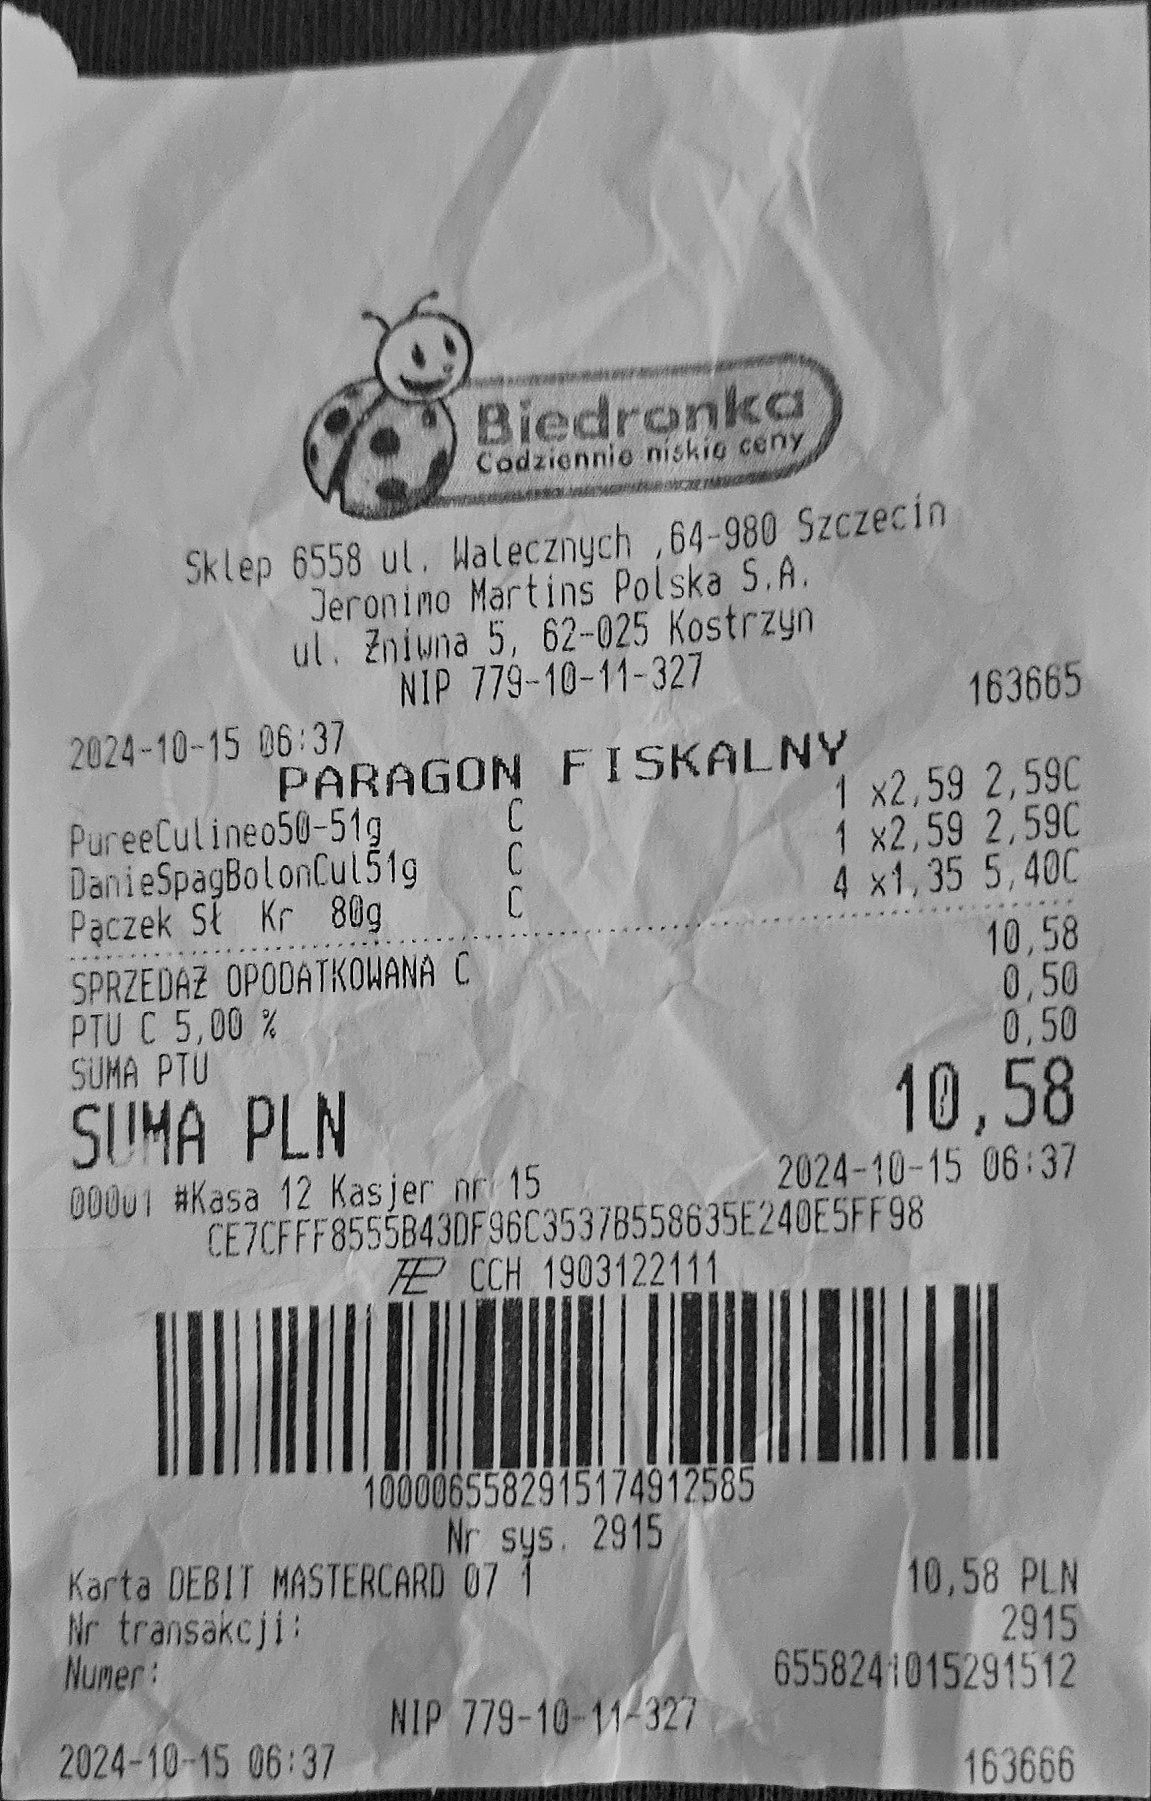 Biedronka
Codziennie niskie ceny
Sklep 6558 ul. Walecznych ,64-980 Szczecin
Jeronimo Martins Polska S.A.
ul. Żniwna 5, 62-025 Kostrzyn
NIP 779-10-11-327
2024-10-15 06:37 163665
PARAGON FISKALNY
PureeCulineo50-51g C 1 x2,59 2,59C
DanieSpagBolonCul51g C 1 x2,59 2,59C
Pączek Sł Kr 80g C 4 x1,35 5,40C
SPRZEDAŻ OPODATKOWANA C 10,58
PTU C 5,00 % 0,50
SUMA PTU 0,50
SUMA PLN 10,58
00001 #Kasa 12 Kasjer nr 15 2024-10-15 06:37
CE7CFFF8555B43DF96C3537B558635E240E5FF98
CCH 1903122111
1000065582915174912585
Nr sys. 2915
Karta DEBIT MASTERCARD 07 1 10,58 PLN
Nr transakcji: 2915
Numer: 6558241015291512
NIP 779-10-11-327
2024-10-15 06:37 163666